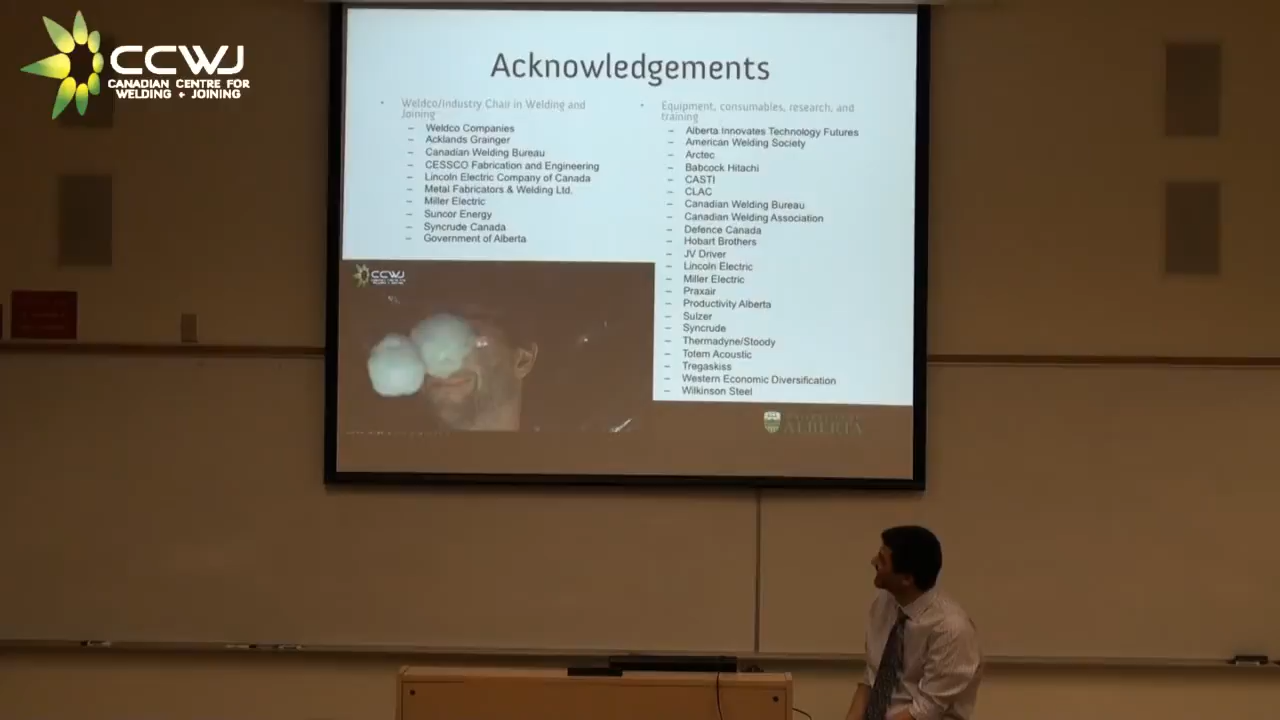 CCWJ
CANADIAN CENTRE FOR
WELDING + JOINING
Acknowledgements
• Weldco/Industry Chair in Welding and
Joining
– Weldco Companies
– Acklands Grainger
– Canadian Welding Bureau
– CESSCO Fabrication and Engineering
– Lincoln Electric Company of Canada
– Metal Fabricators & Welding Ltd.
– Miller Electric
– Suncor Energy
– Syncrude Canada
– Government of Alberta
• Equipment, consumables, research, and
training
– Alberta Innovates Technology Futures
– American Welding Society
– Arctec
– Babcock Hitachi
– CASTI
– CLAC
– Canadian Welding Bureau
– Canadian Welding Association
– Defence Canada
– Hobart Brothers
– JV Driver
– Lincoln Electric
– Miller Electric
– Praxair
– Productivity Alberta
– Sulzer
– Syncrude
– Thermadyne/Stoody
– Totem Acoustic
– Tregaskiss
– Western Economic Diversification
– Wilkinson Steel
CCWJ
ALBERTA